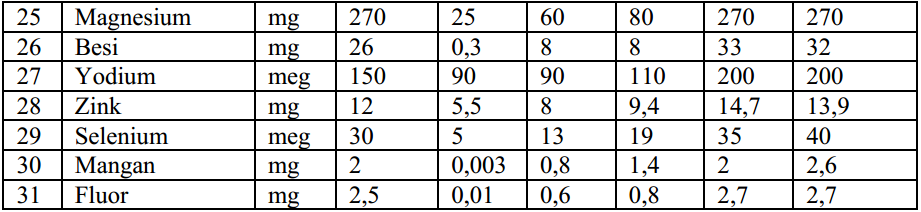 25 Magnesium mg 270 25 60 80 270 270
26 Besi mg 26 0,3 8 8 33 32
27 Yodium meg 150 90 90 110 200 200
28 Zink mg 12 5,5 8 9,4 14,7 13,9
29 Selenium meg 30 5 13 19 35 40
30 Mangan mg 2 0,003 0,8 1,4 2 2,6
31 Fluor mg 2,5 0,01 0,6 0,8 2,7 2,7